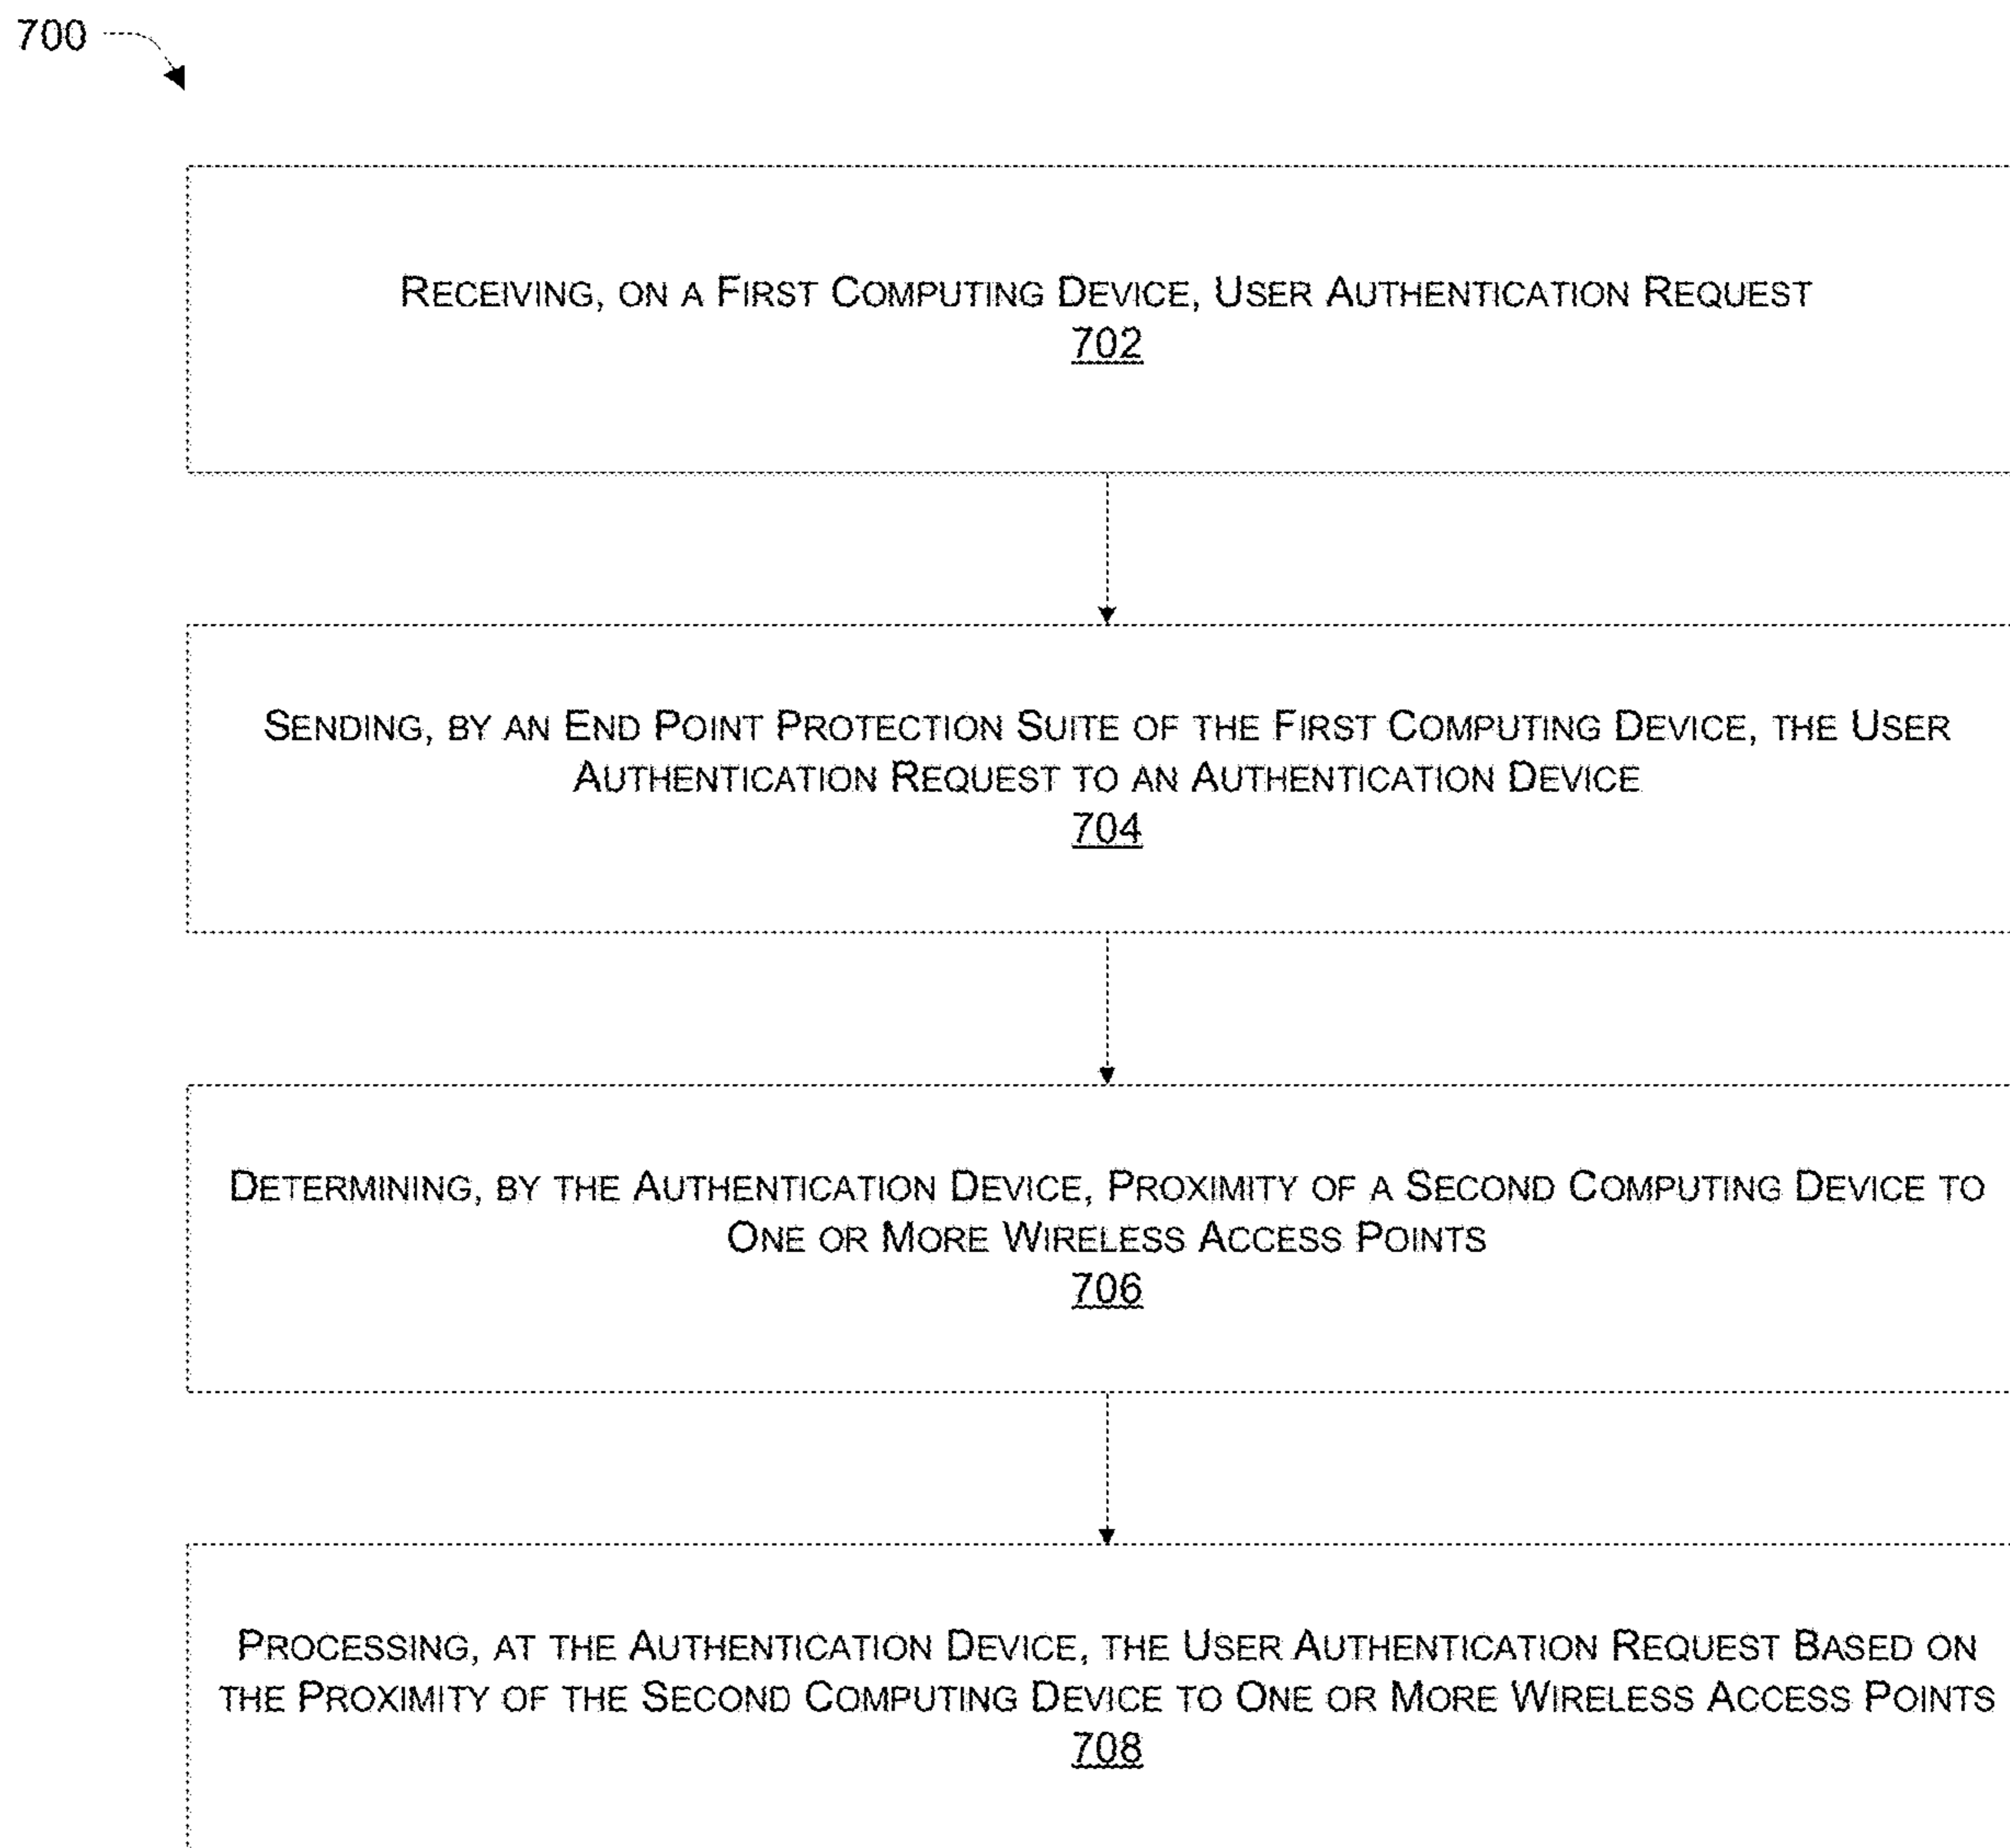 700
RECEIVING, ON A FIRST COMPUTING DEVICE, USER AUTHENTICATION REQUEST
702
SENDING, BY AN END POINT PROTECTION SUITE OF THE FIRST COMPUTING DEVICE, THE USER
AUTHENTICATION REQUEST TO AN AUTHENTICATION DEVICE
704
DETERMINING, BY THE AUTHENTICATION DEVICE, PROXIMITY OF A SECOND COMPUTING DEVICE TO
ONE OR MORE WIRELESS ACCESS POINTS
706
PROCESSING, AT THE AUTHENTICATION DEVICE, THE USER AUTHENTICATION REQUEST BASED ON
THE PROXIMITY OF THE SECOND COMPUTING DEVICE TO ONE OR MORE WIRELESS ACCESS POINTS
708